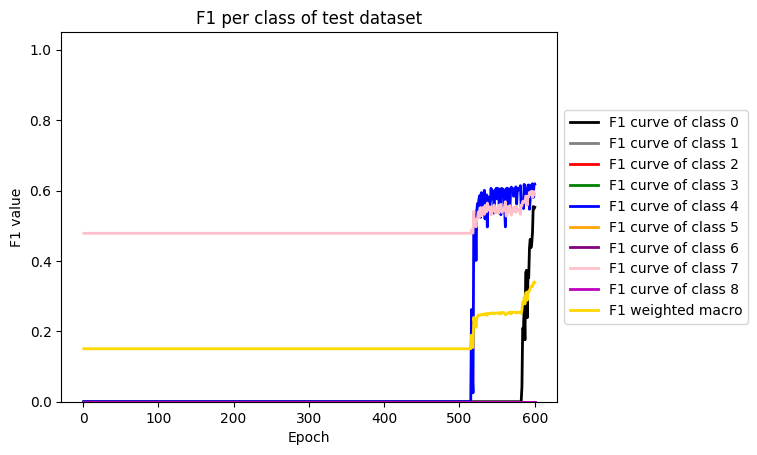 F1 per class of test dataset
1.0
0.8
0.6
0.4
0.2
0.0
F1 value
0 100 200 300 400 500 600
Epoch
F1 curve of class 0
F1 curve of class 1
F1 curve of class 2
F1 curve of class 3
F1 curve of class 4
F1 curve of class 5
F1 curve of class 6
F1 curve of class 7
F1 curve of class 8
F1 weighted macro